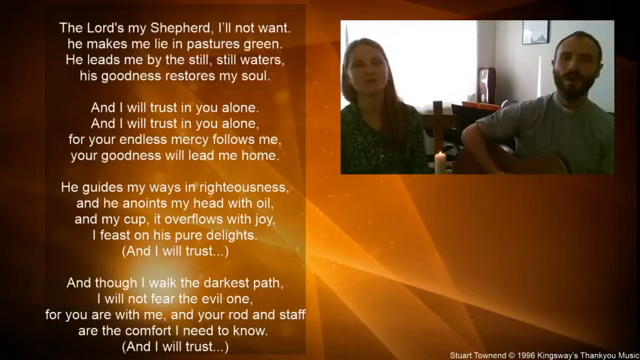 The Lord's my Shepherd, I'll not want.
he makes me lie in pastures green.
He leads me by the still, still waters,
his goodness restores my soul.
And I will trust in you alone.
And I will trust in you alone,
for your endless mercy follows me,
your goodness will lead me home.
He guides my ways in righteousness,
and he anoints my head with oil,
and my cup, it overflows with joy,
I feast on his pure delights.
(And I will trust...)
And though I walk the darkest path,
I will not fear the evil one,
for you are with me, and your rod and staff
are the comfort I need to know.
(And I will trust...)
Stuart Townend © 1996 Kingsway's Thankyou Music